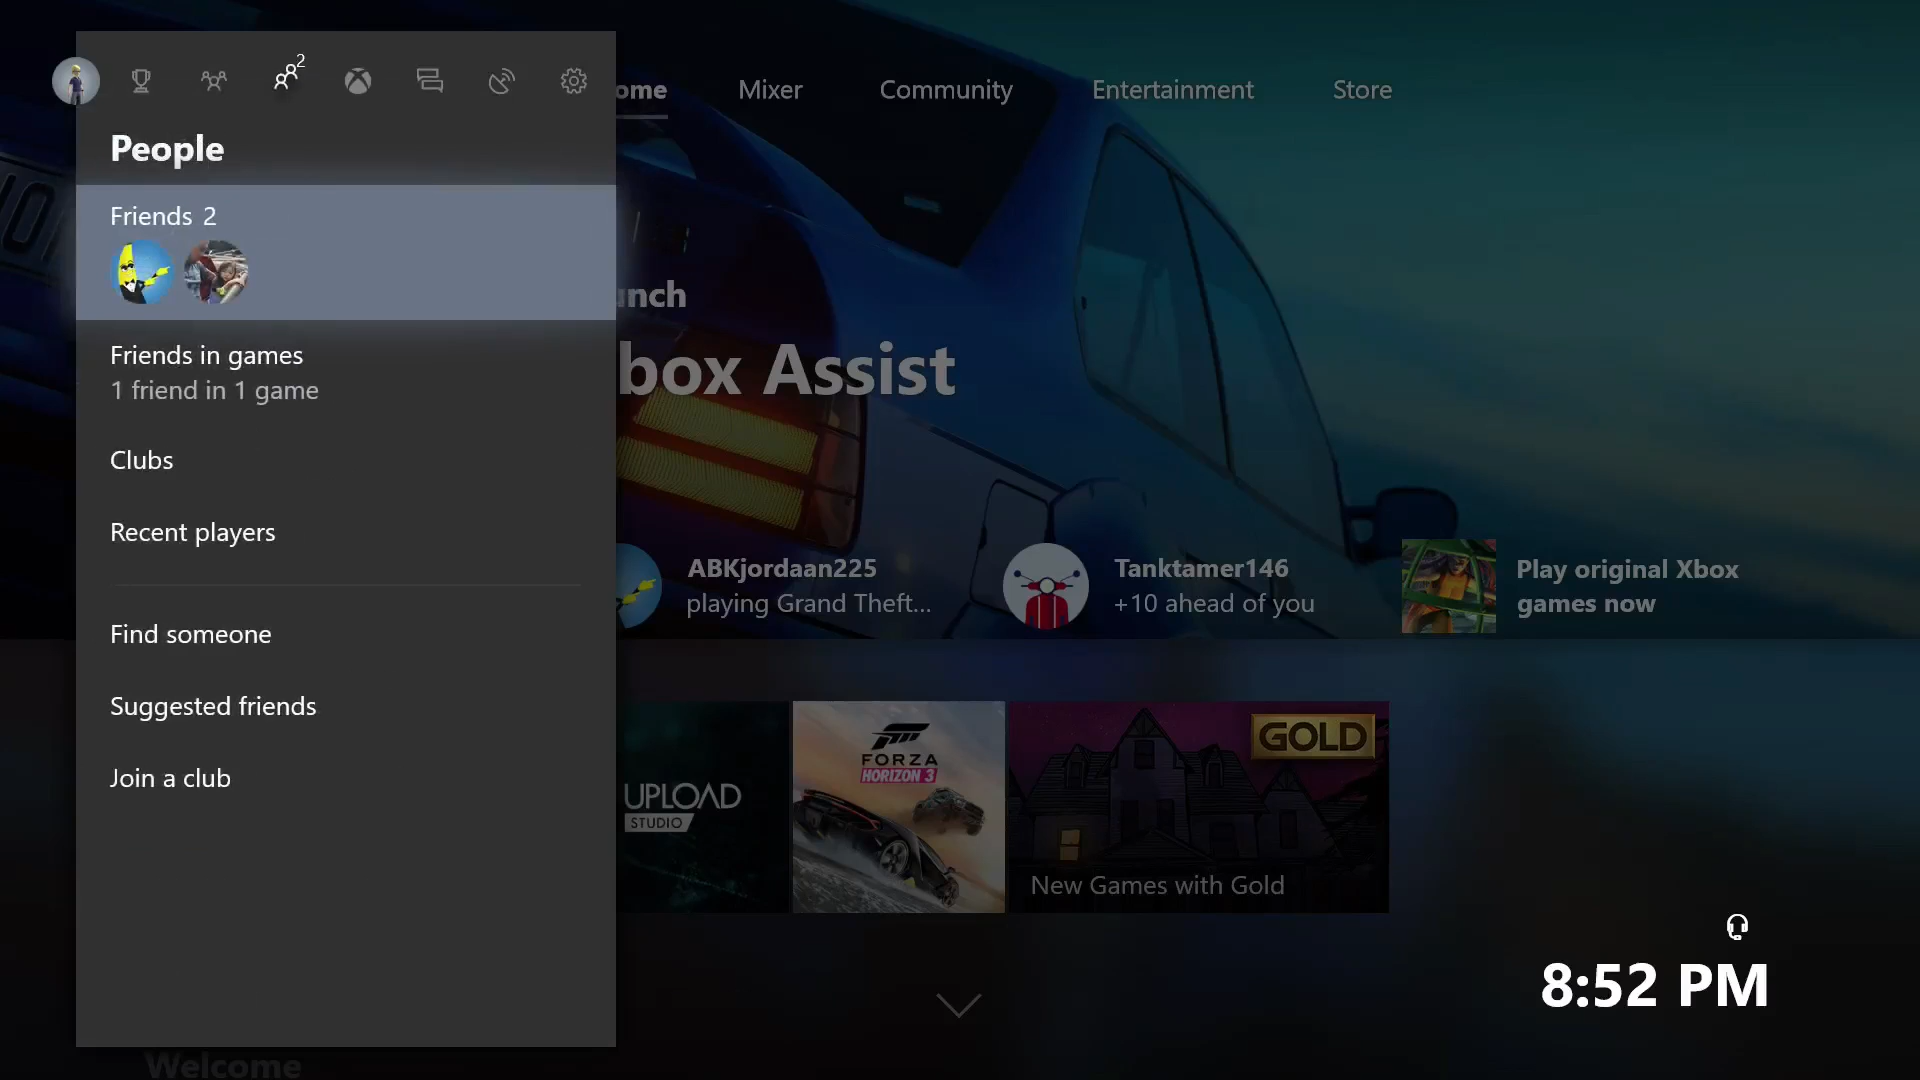 2
ome
Mixer
Community
Entertainment
Store
People
Friends 2
Friends in games
1 friend in 1 game
Clubs
Recent players
Find someone
Suggested friends
Join a club
unch
box Assist
ABKjordaan225
playing Grand Theft...
Tanktamer146
+10 ahead of you
Play original Xbox
games now
UPLOAD
STUDIO
FORZA
HORIZON 3
GOLD
New Games with Gold
8:52 PM
Welcome